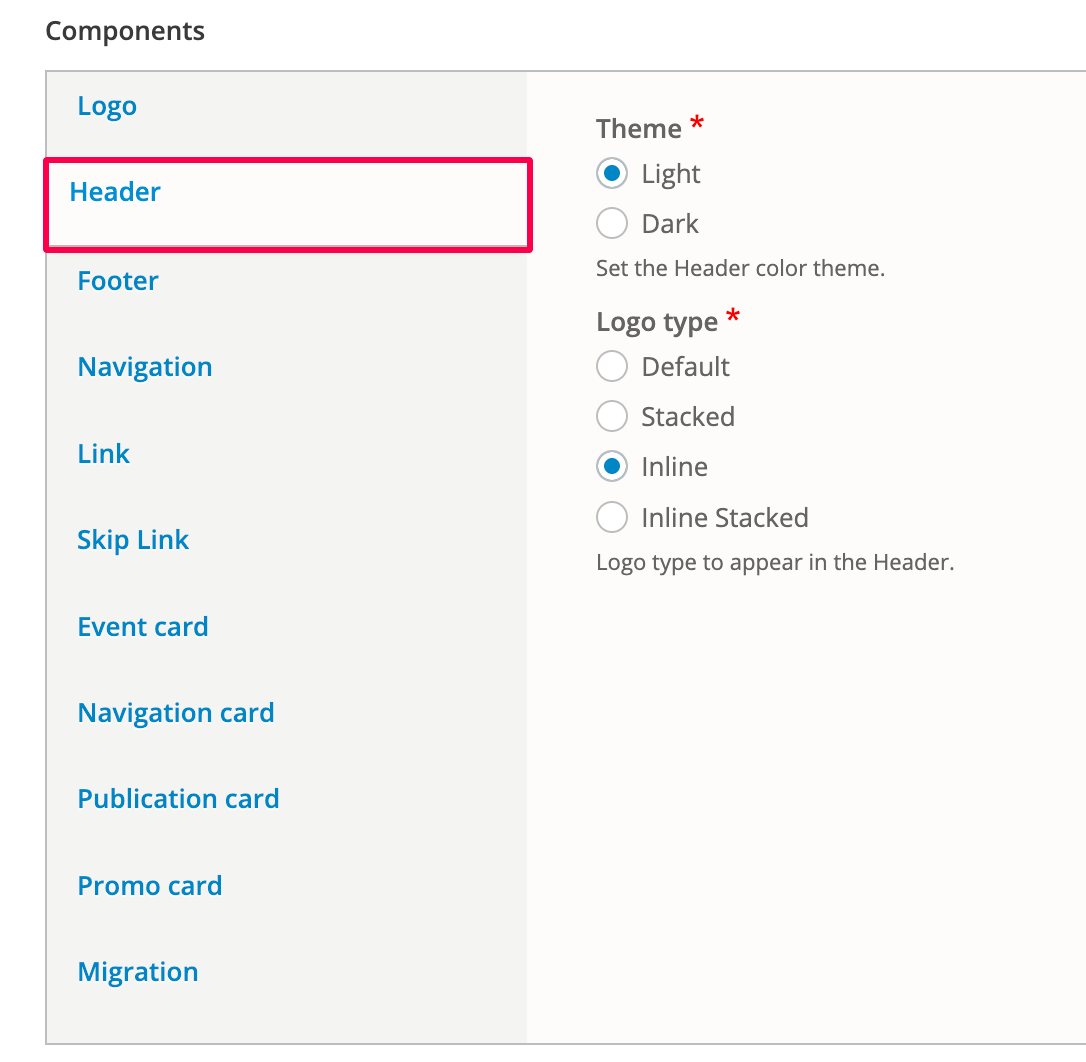 Components
Logo
Header
Footer
Navigation
Link
Skip Link
Event card
Navigation card
Publication card
Promo card
Migration
Theme *
Light
Dark
Set the Header color theme.
Logo type *
Default
Stacked
Inline
Inline Stacked
Logo type to appear in the Header.